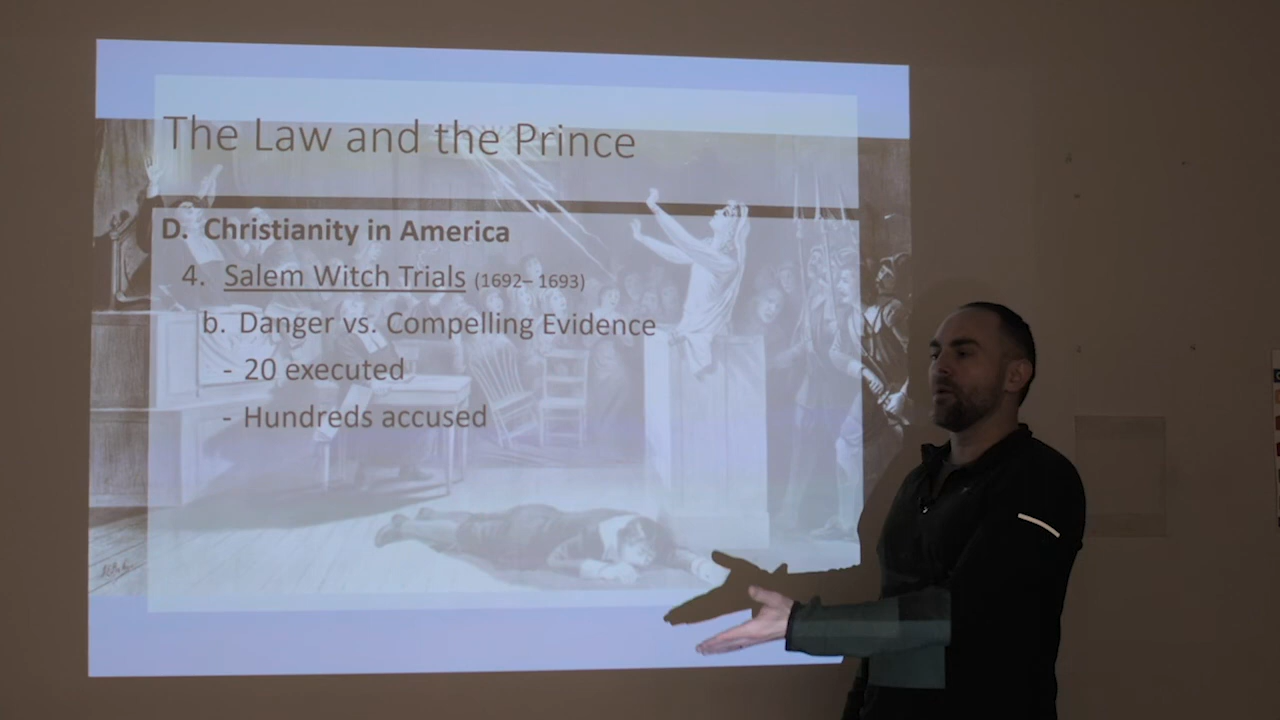 The Law and the Prince
D. Christianity in America
4. Salem Witch Trials (1692– 1693)
b. Danger vs. Compelling Evidence
- 20 executed
- Hundreds accused